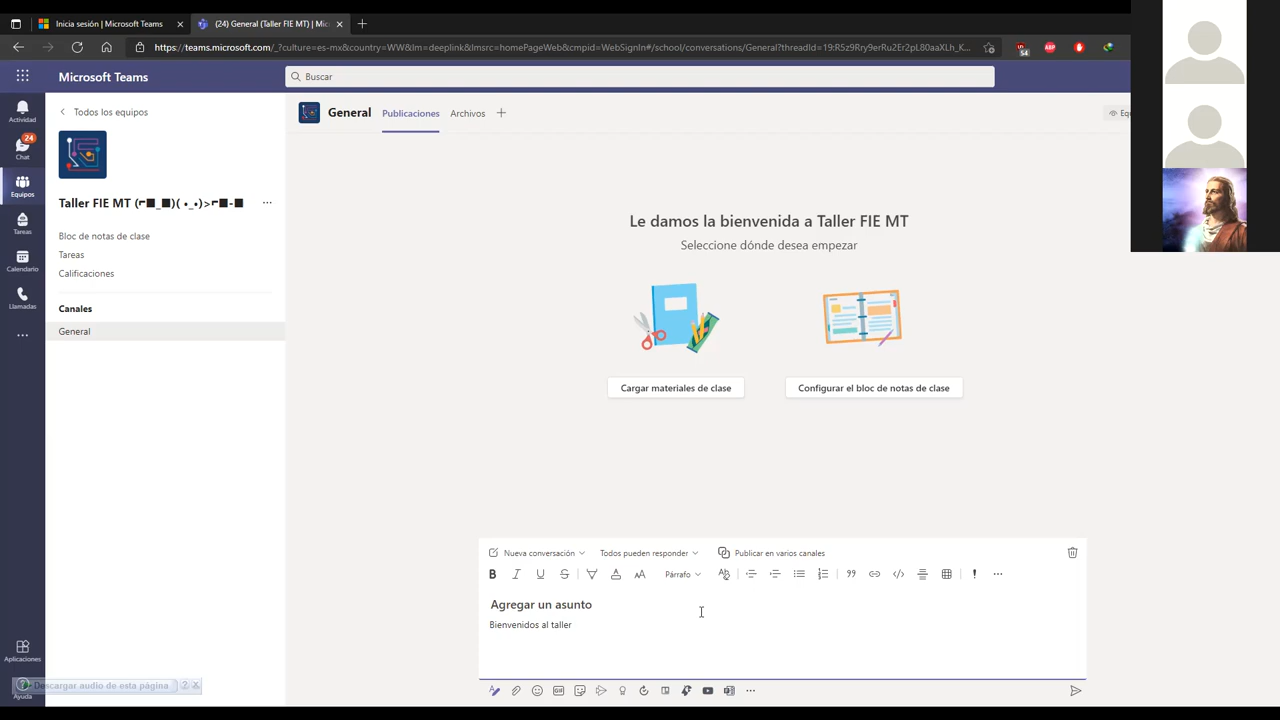 Inicia sesión | Microsoft Teams
(24) General (Taller FIE MT) | Mic
https://teams.microsoft.com/_?culture=es-mx&country=WW&lm=deeplink&lmsrc=homePageWeb&cmpid=WebSignIn#/school/conversations/General?threadId=19:R5z9Rry9erRu2Er2pL80aaXLh_K...
54
ABP
Microsoft Teams
Buscar
Actividad
24
Chat
Equipos
Tareas
Calendario
Llamadas
Aplicaciones
Ayuda
Todos los equipos
Taller FIE MT (⌐■_■)( •_•)>⌐■-■
Bloc de notas de clase
Tareas
Calificaciones
Canales
General
General
Publicaciones
Archivos
Le damos la bienvenida a Taller FIE MT
Seleccione dónde desea empezar
Cargar materiales de clase
Configurar el bloc de notas de clase
Nueva conversación
Todos pueden responder
Publicar en varios canales
Párrafo
Agregar un asunto
Bienvenidos al taller
GIF
Descargar audio de esta página